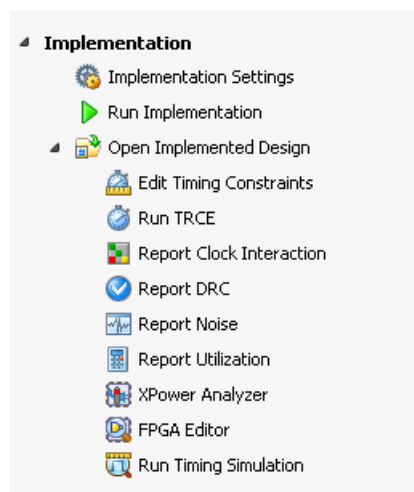 Implementation
Implementation Settings
Run Implementation
Open Implemented Design
Edit Timing Constraints
Run TRCE
Report Clock Interaction
Report DRC
Report Noise
Report Utilization
XPower Analyzer
FPGA Editor
Run Timing Simulation